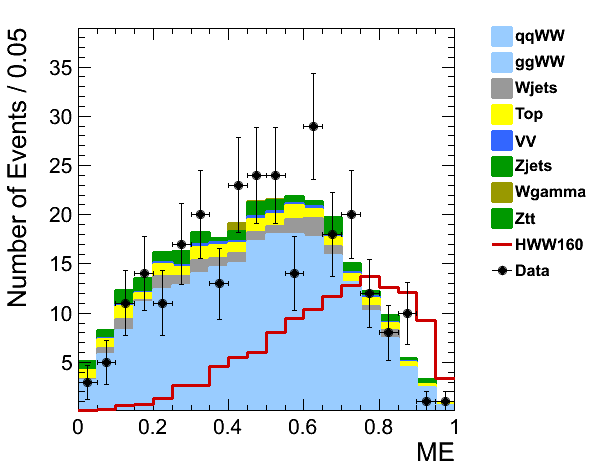 Number of Events / 0.05
35
30
25
20
15
10
5
0
0.2
0.4
0.6
0.8
1
ME
qqWW
ggWW
Wjets
Top
VV
Zjets
Wgamma
Ztt
HWW160
Data